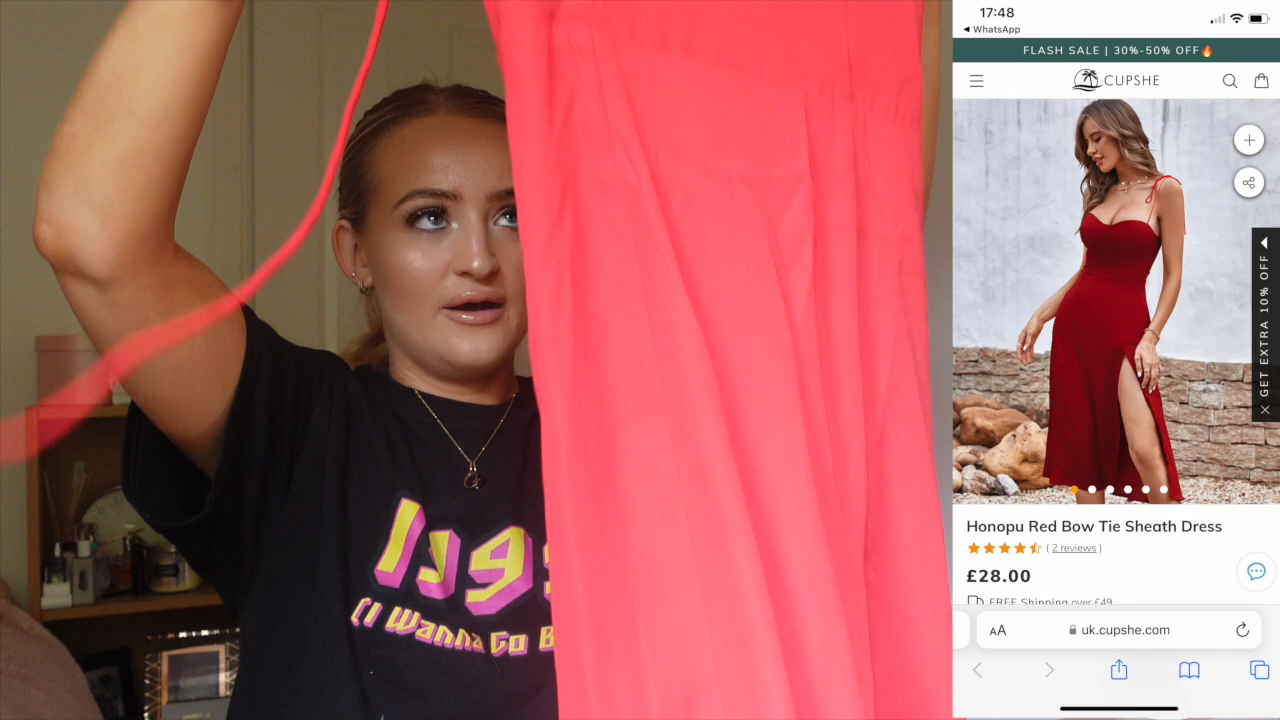 199
(I Wanna Go B
17:48
WhatsApp
FLASH SALE | 30%-50% OFF🔥
CUPSHE
GET EXTRA 10% OFF
Honopu Red Bow Tie Sheath Dress
( 2 reviews )
£28.00
FREE Shipping over £49
AA
uk.cupshe.com